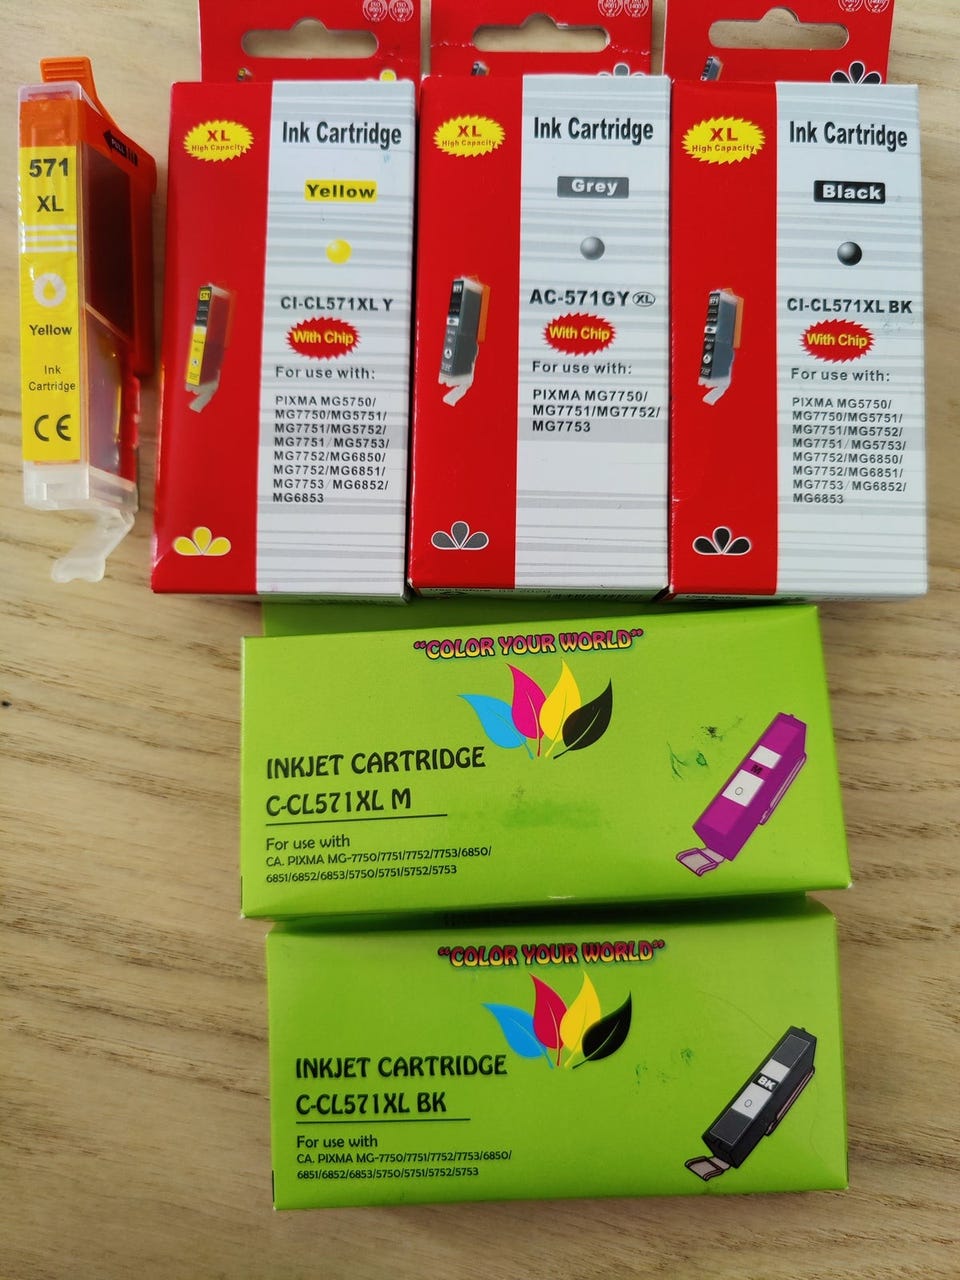 571
XL
Yellow
Ink
Cartridge
CE
XL
High Capacity
Ink Cartridge
Yellow
571
CI-CL571XL Y
With Chip
For use with:
PIXMA MG5750/
MG7750/MG5751/
MG7751/MG5752/
MG7751/MG5753/
MG7752/MG6850/
MG7752/MG6851/
MG7753/MG6852/
MG6853
XL
High Capacity
Ink Cartridge
Grey
AC-571GY XL
With Chip
For use with:
PIXMA MG7750/
MG7751/MG7752/
MG7753
XL
High Capacity
Ink Cartridge
Black
CI-CL571XL BK
With Chip
For use with:
PIXMA MG5750/
MG7750/MG5751/
MG7751/MG5752/
MG7751/MG5753/
MG7752/MG6850/
MG7752/MG6851/
MG7753/MG6852/
MG6853
“COLOR YOUR WORLD”
INKJET CARTRIDGE
C-CL571XL M
For use with
CA. PIXMA MG-7750/7751/7752/7753/6850/
6851/6852/6853/5750/5751/5752/5753
M
“COLOR YOUR WORLD”
INKJET CARTRIDGE
C-CL571XL BK
For use with
CA. PIXMA MG-7750/7751/7752/7753/6850/
6851/6852/6853/5750/5751/5752/5753
BK